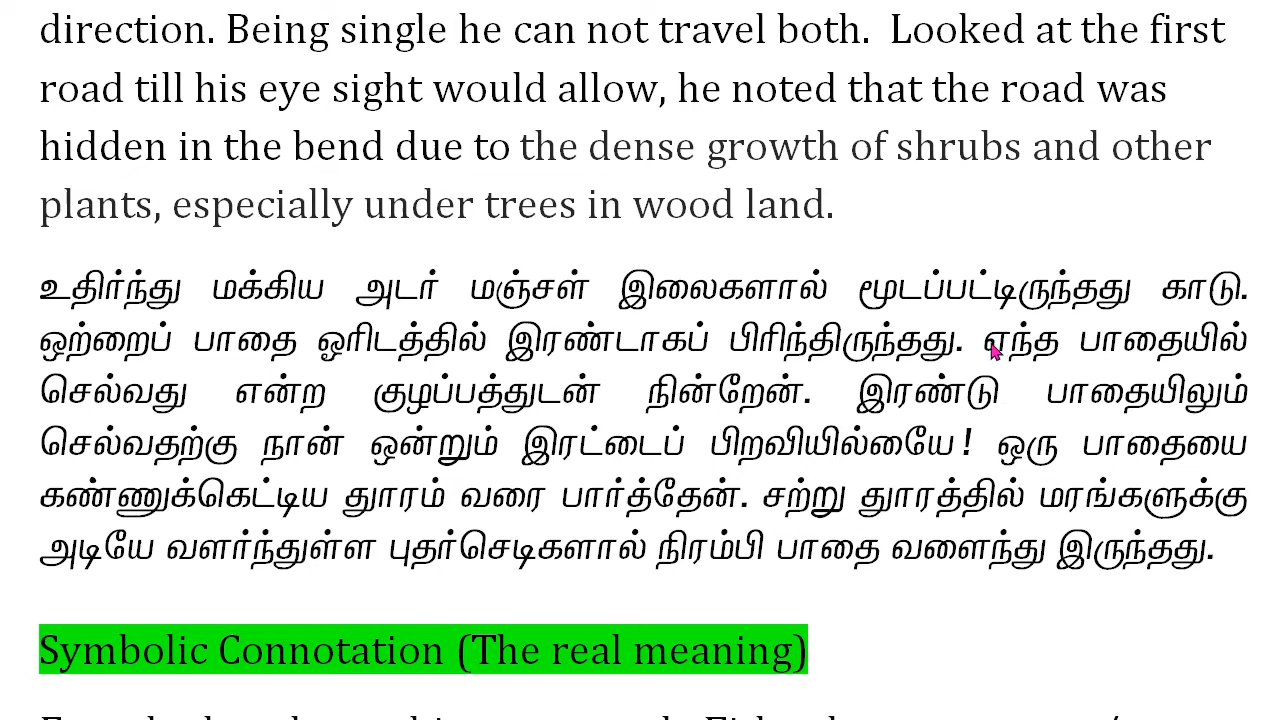 direction. Being single he can not travel both.  Looked at the first
road till his eye sight would allow, he noted that the road was
hidden in the bend due to the dense growth of shrubs and other
plants, especially under trees in wood land.
உதிர்ந்து மக்கிய அடர் மஞ்சள் இலைகளால் மூடப்பட்டிருந்தது காடு.
ஒற்றைப் பாதை ஓரிடத்தில் இரண்டாகப் பிரிந்திருந்தது. எந்த பாதையில்
செல்வது என்ற குழப்பத்துடன் நின்றேன். இரண்டு பாதையிலும்
செல்வதற்கு நான் ஒன்றும் இரட்டைப் பிறவியில்லையே! ஒரு பாதையை
கண்ணுக்கெட்டிய துாரம் வரை பார்த்தேன். சற்று துாரத்தில் மரங்களுக்கு
அடியே வளர்ந்துள்ள புதர்செடிகளால் நிரம்பி பாதை வளைந்து இருந்தது.
Symbolic Connotation (The real meaning)